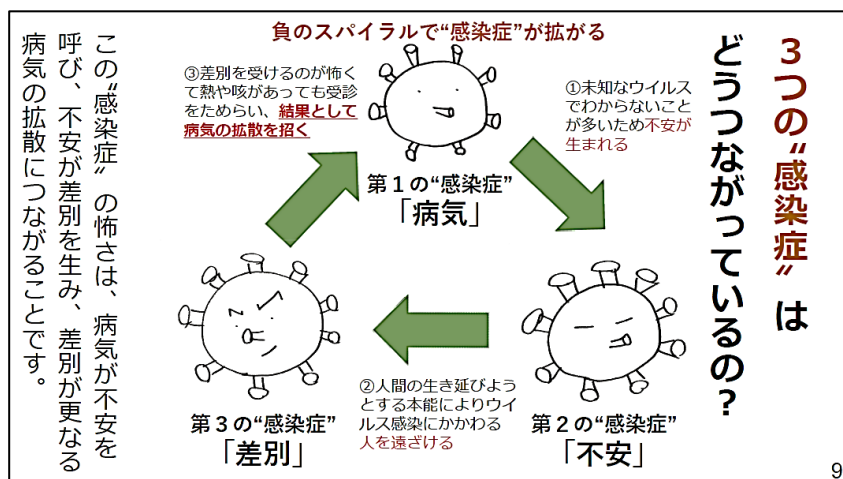 3つの“感染症”は
どうつながっているの?
負のスパイラルで“感染症”が拡がる
①未知なウイルス
でわからないこと
が多いため不安が
生まれる
③差別を受けるのが怖く
て熱や咳があっても受診
をためらい、結果として
病気の拡散を招く
第1の“感染症”
「病気」
第2の“感染症”
「不安」
②人間の生き延びよう
とする本能によりウイ
ルス感染にかかわる
人を遠ざける
第3の“感染症”
「差別」
この“感染症”の怖さは、病気が不安を
呼び、不安が差別を生み、差別が更なる
病気の拡散につながることです。
9